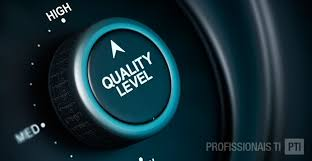 HIGH
QUALITY
LEVEL
MED
PROFISSIONAIS TI PTI